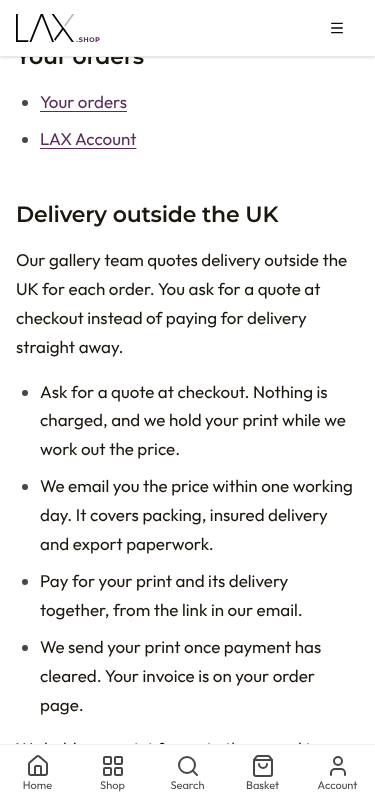 LAX.SHOP
Your orders
Your orders
LAX Account
Delivery outside the UK
Our gallery team quotes delivery outside the
UK for each order. You ask for a quote at
checkout instead of paying for delivery
straight away.
Ask for a quote at checkout. Nothing is
charged, and we hold your print while we
work out the price.
We email you the price within one working
day. It covers packing, insured delivery
and export paperwork.
Pay for your print and its delivery
together, from the link in our email.
We send your print once payment has
cleared. Your invoice is on your order
page.
Home
Shop
Search
Basket
Account